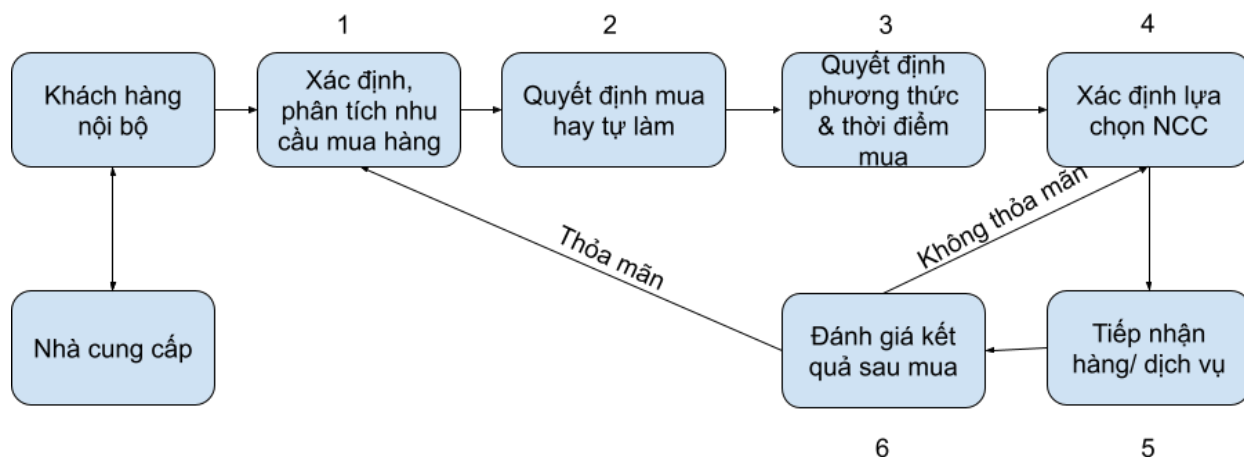 1
2
3
4
Khách hàng
nội bộ
Xác định,
phân tích nhu
cầu mua hàng
Quyết định mua
hay tự làm
Quyết định
phương thức
& thời điểm
mua
Xác định lựa
chọn NCC
Thỏa mãn
Không thỏa mãn
Nhà cung cấp
Đánh giá kết
quả sau mua
Tiếp nhận
hàng/ dịch vụ
6
5